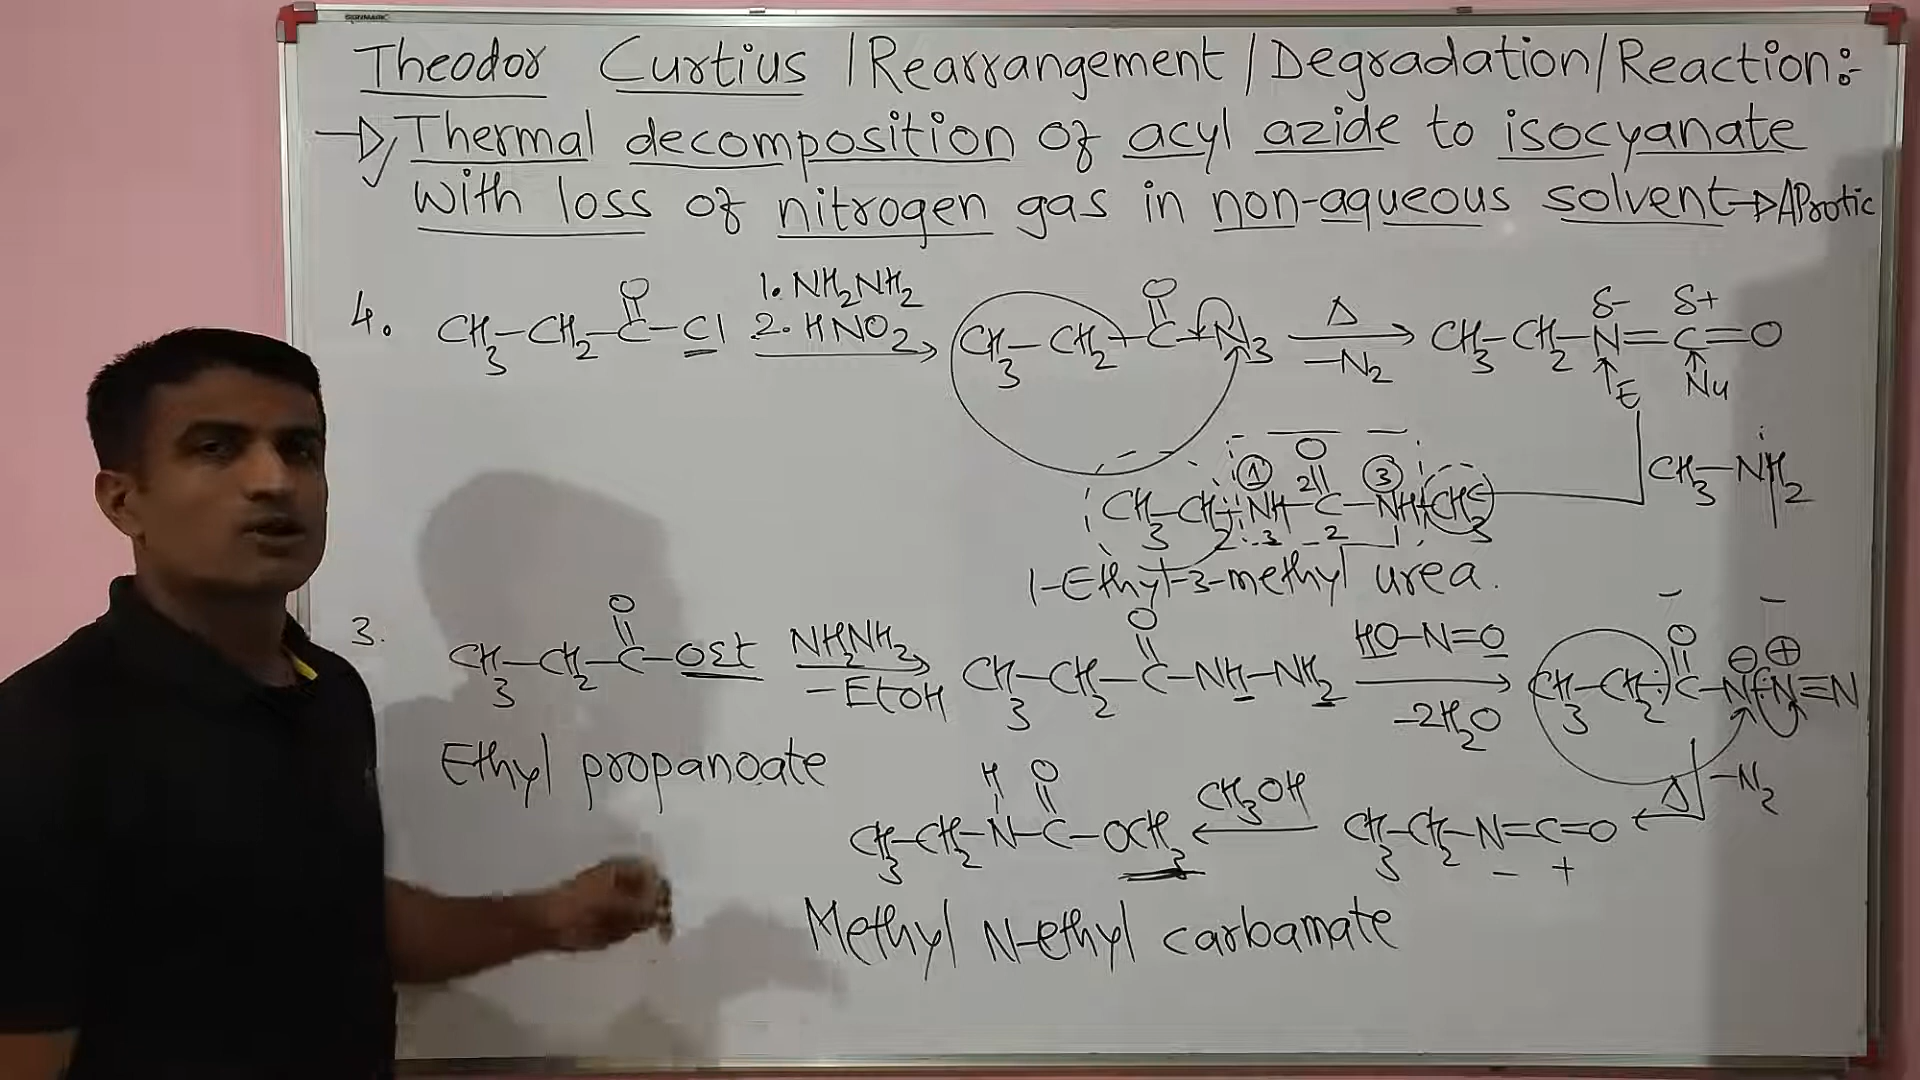 Theodor Curtius / Rearrangement / Degradation / Reaction:-
→ Thermal decomposition of acyl azide to isocyanate
with loss of nitrogen gas in non-aqueous solvent → AProtic
4. CH3-CH2-C(=O)-Cl 1. NH2NH2 2. HNO2 → CH3-CH2-C(=O)-N3 Δ → -N2 CH3-CH2-N=C=O δ- δ+
E Nu
CH3-NH2
CH3-CH2-NH-C(=O)-NH-CH3 1 2 3
1-Ethyl-3-methyl urea.
3. CH3-CH2-C(=O)-OEt NH2NH2 → -EtOH CH3-CH2-C(=O)-NH-NH2 HO-N=O → -2H2O CH3-CH2-C(=O)-N⊖-N⊕≡N
Ethyl propanoate
Δ -N2
CH3-CH2-N(H)-C(=O)-OCH3 ← CH3OH CH3-CH2-N=C=O - +
Methyl N-ethyl carbamate